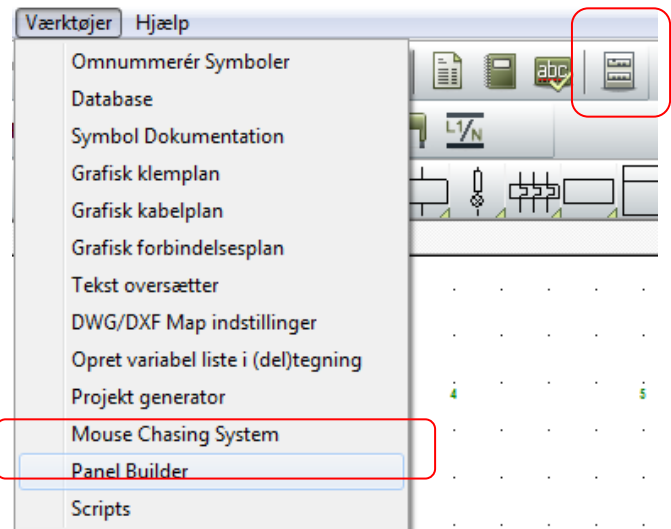 Værktøjer Hjælp
abc
Omnummerér Symboler
Database
Symbol Dokumentation
L1/N
Grafisk klemplan
Grafisk kabelplan
Grafisk forbindelsesplan
Tekst oversætter
DWG/DXF Map indstillinger
Opret variabel liste i (del)tegning
Projekt generator
4 5
Mouse Chasing System
Panel Builder
Scripts